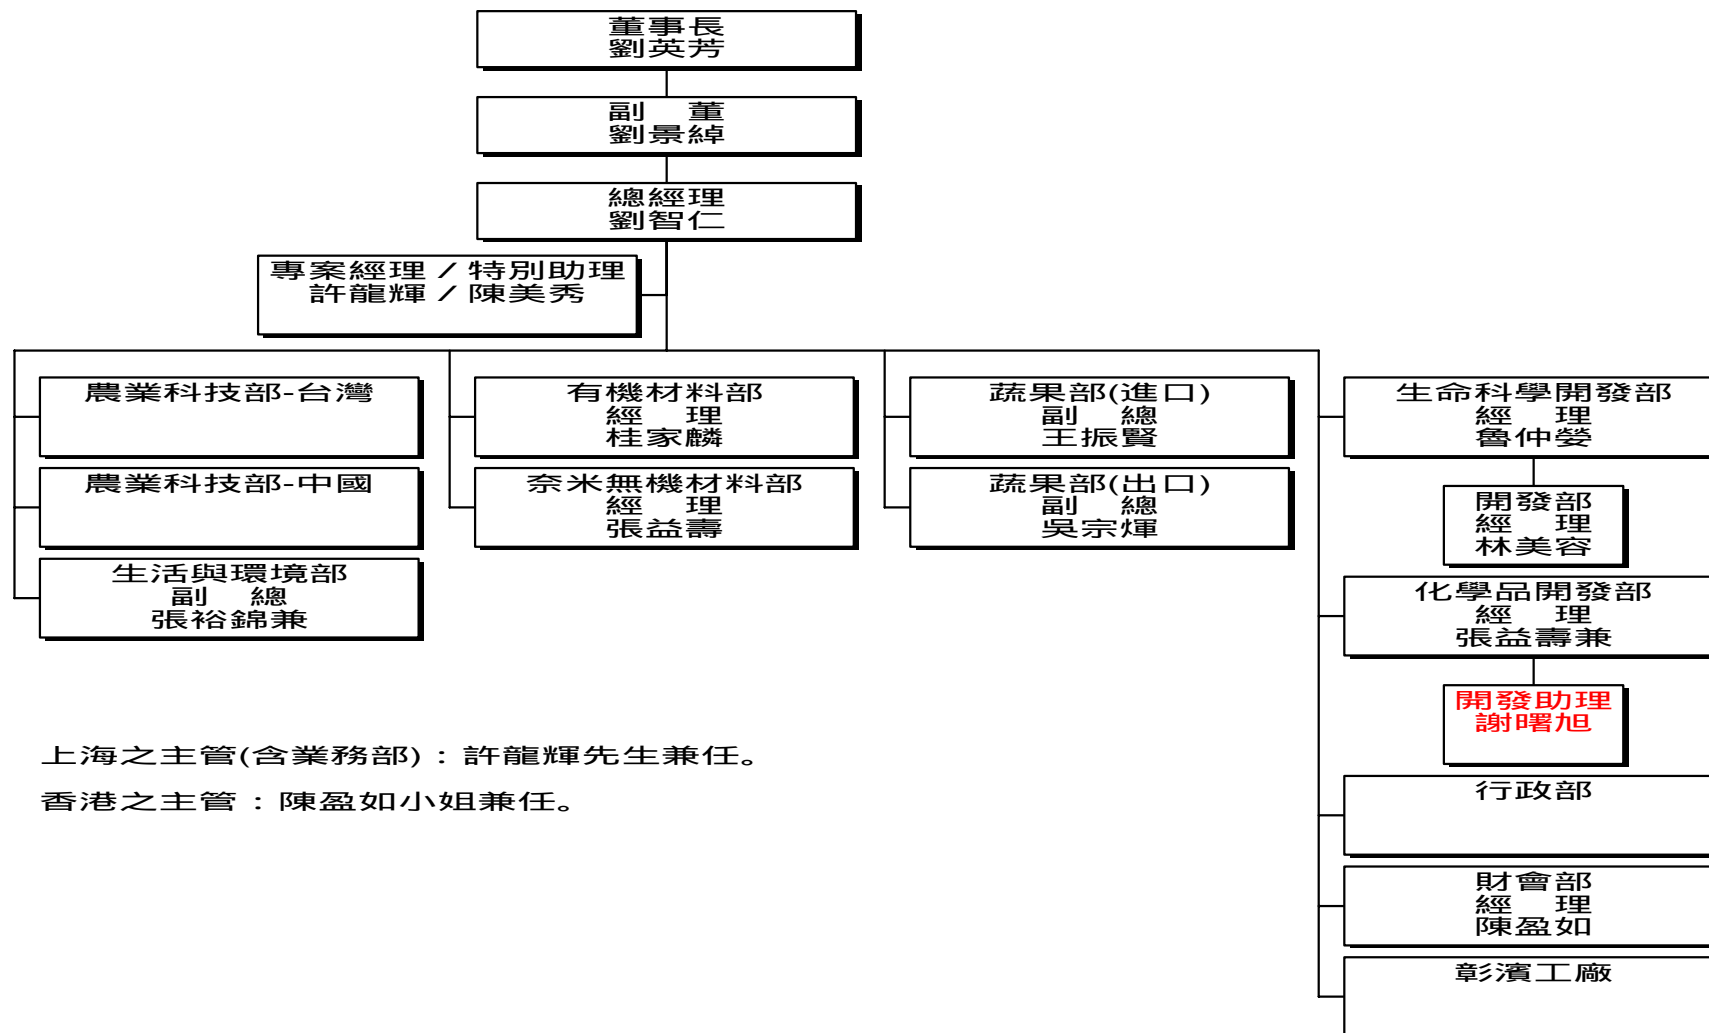 董事長
劉英芳
副　董
劉景綽
總經理
劉智仁
專案經理／特別助理
許龍輝／陳美秀
農業科技部-台灣
農業科技部-中國
生活與環境部
副　總
張裕錦兼
有機材料部
經　理
桂家麟
奈米無機材料部
經　理
張益壽
蔬果部(進口)
副　總
王振賢
蔬果部(出口)
副　總
吳宗煇
生命科學開發部
經　理
魯仲嫈
開發部
經　理
林美容
化學品開發部
經　理
張益壽兼
開發助理
謝曙旭
行政部
財會部
經　理
陳盈如
彰濱工廠
上海之主管(含業務部)：許龍輝先生兼任。
香港之主管：陳盈如小姐兼任。